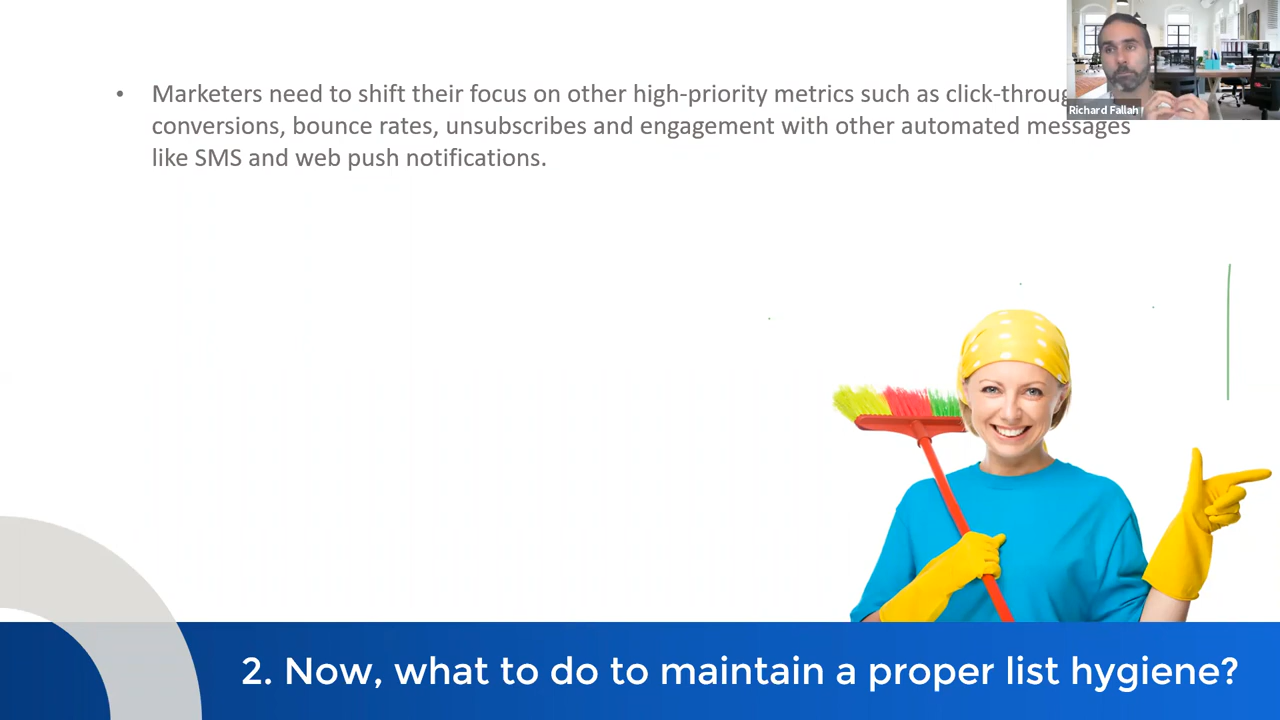 • Marketers need to shift their focus on other high-priority metrics such as
conversions, bounce rates, unsubscribes and engagement with other automated messages
like SMS and web push notifications.
Richard Fallah
2. Now, what to do to maintain a proper list hygiene?